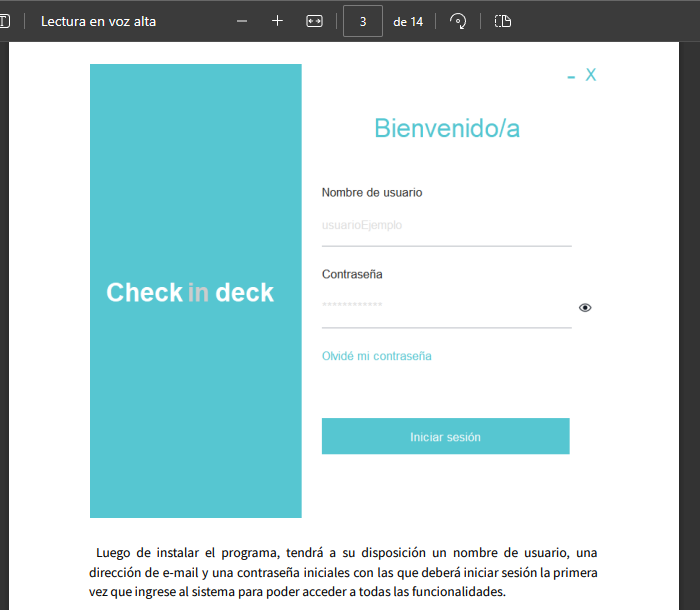 Lectura en voz alta
3
de 14
- X
Bienvenido/a
Nombre de usuario
usuarioEjemplo
Check in deck
Contraseña
************
Olvidé mi contraseña
Iniciar sesión
Luego de instalar el programa, tendrá a su disposición un nombre de usuario, una
dirección de e-mail y una contraseña iniciales con las que deberá iniciar sesión la primera
vez que ingrese al sistema para poder acceder a todas las funcionalidades.